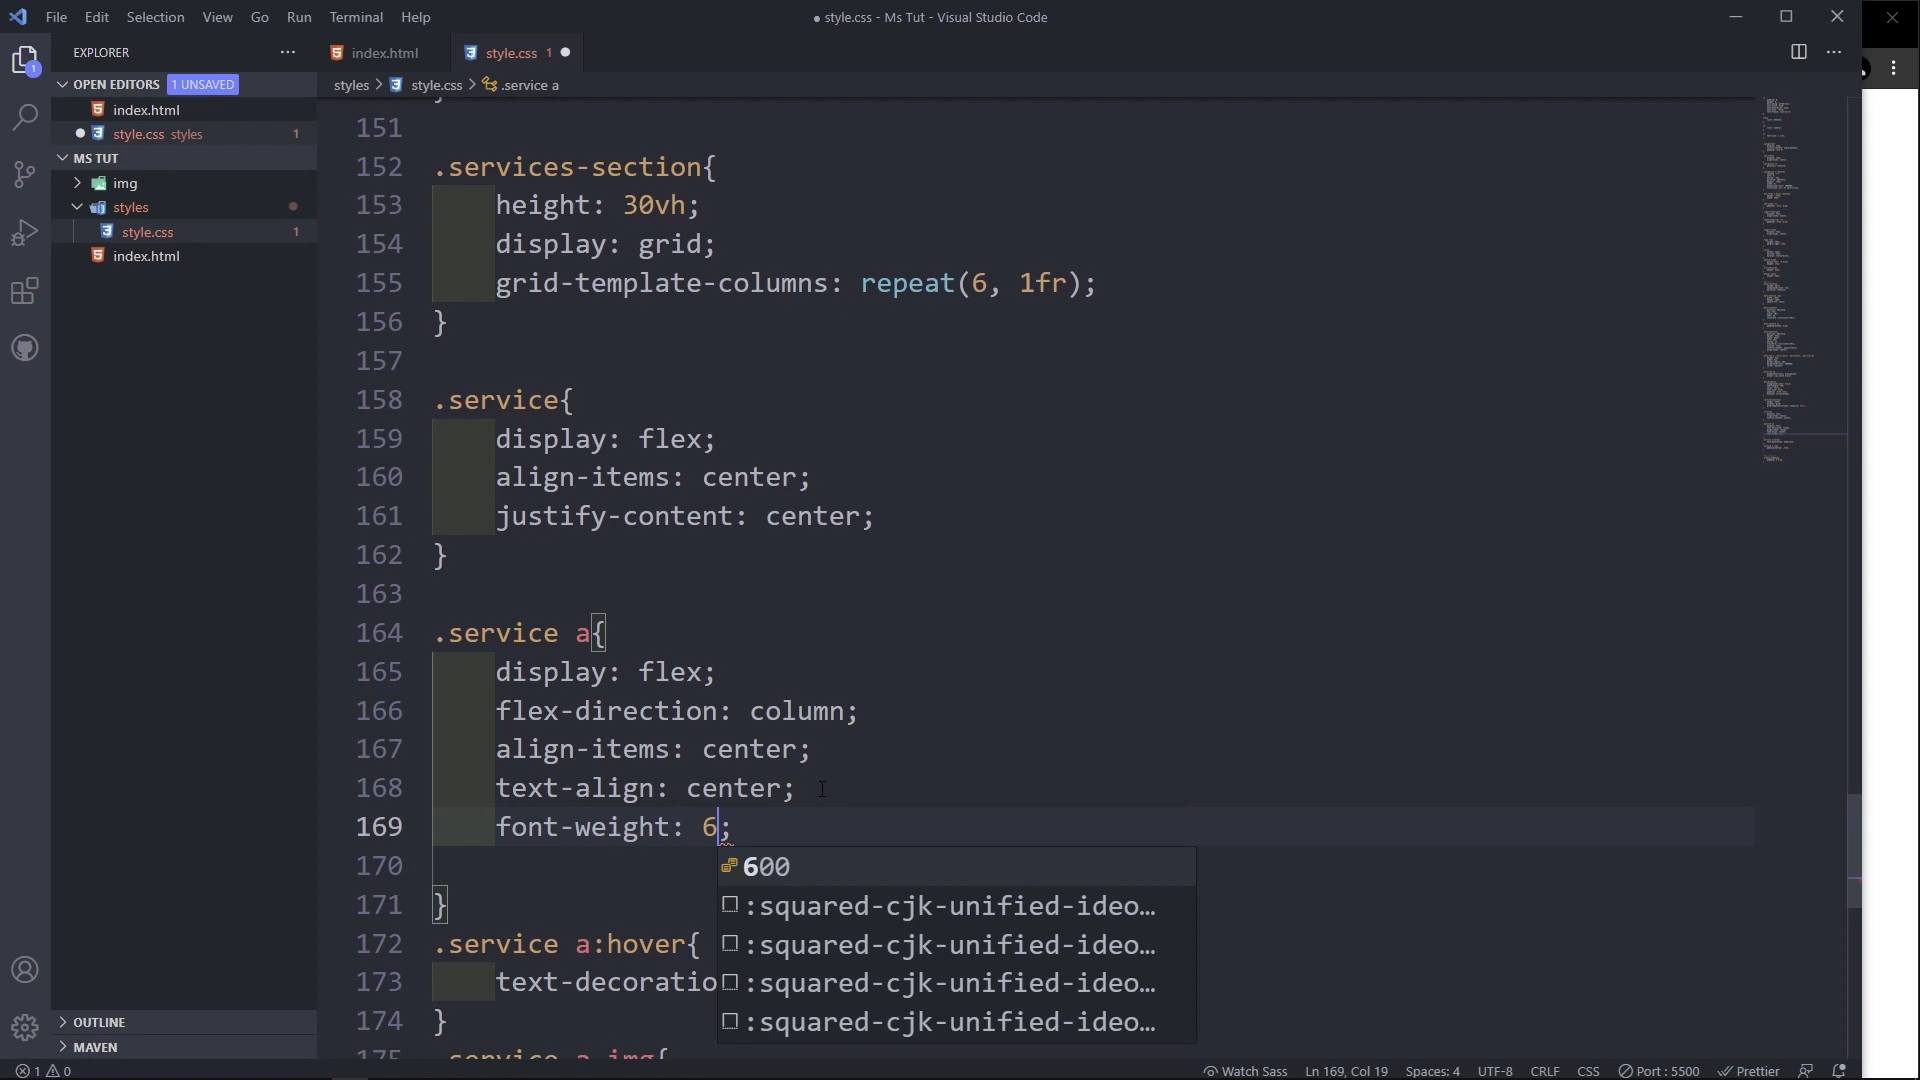 File Edit Selection View Go Run Terminal Help
● style.css - Ms Tut - Visual Studio Code
EXPLORER
index.html
style.css 1
OPEN EDITORS 1 UNSAVED
styles > style.css > .service a
index.html
style.css styles 1
MS TUT
img
styles
style.css 1
index.html
151
152 .services-section{
153 height: 30vh;
154 display: grid;
155 grid-template-columns: repeat(6, 1fr);
156 }
157
158 .service{
159 display: flex;
160 align-items: center;
161 justify-content: center;
162 }
163
164 .service a{
165 display: flex;
166 flex-direction: column;
167 align-items: center;
168 text-align: center;
169 font-weight: 6;
170
171 }
172 .service a:hover{
173 text-decoratio
174 }
175 .service a img{
600
:squared-cjk-unified-ideo…
:squared-cjk-unified-ideo…
:squared-cjk-unified-ideo…
:squared-cjk-unified-ideo…
OUTLINE
MAVEN
1 0
Watch Sass Ln 169, Col 19 Spaces: 4 UTF-8 CRLF CSS Port : 5500 Prettier